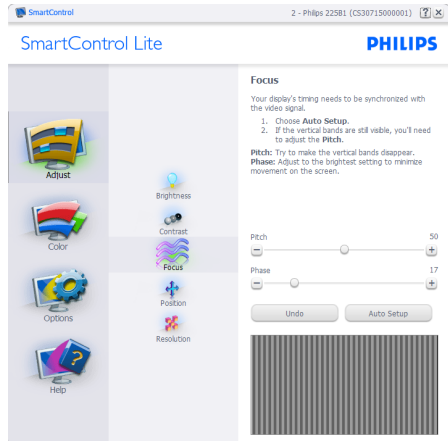 SmartControl
2 - Philips 225B1 (CS30715000001)
SmartControl Lite
PHILIPS
Adjust
Color
Options
Help
Brightness
Contrast
Focus
Position
Resolution
Focus
Your display's timing needs to be synchronized with
the video signal.
1. Choose Auto Setup.
2. If the vertical bands are still visible, you'll need
to adjust the Pitch.
Pitch: Try to make the vertical bands disappear.
Phase: Adjust to the brightest setting to minimize
movement on the screen.
Pitch 50
Phase 17
Undo Auto Setup